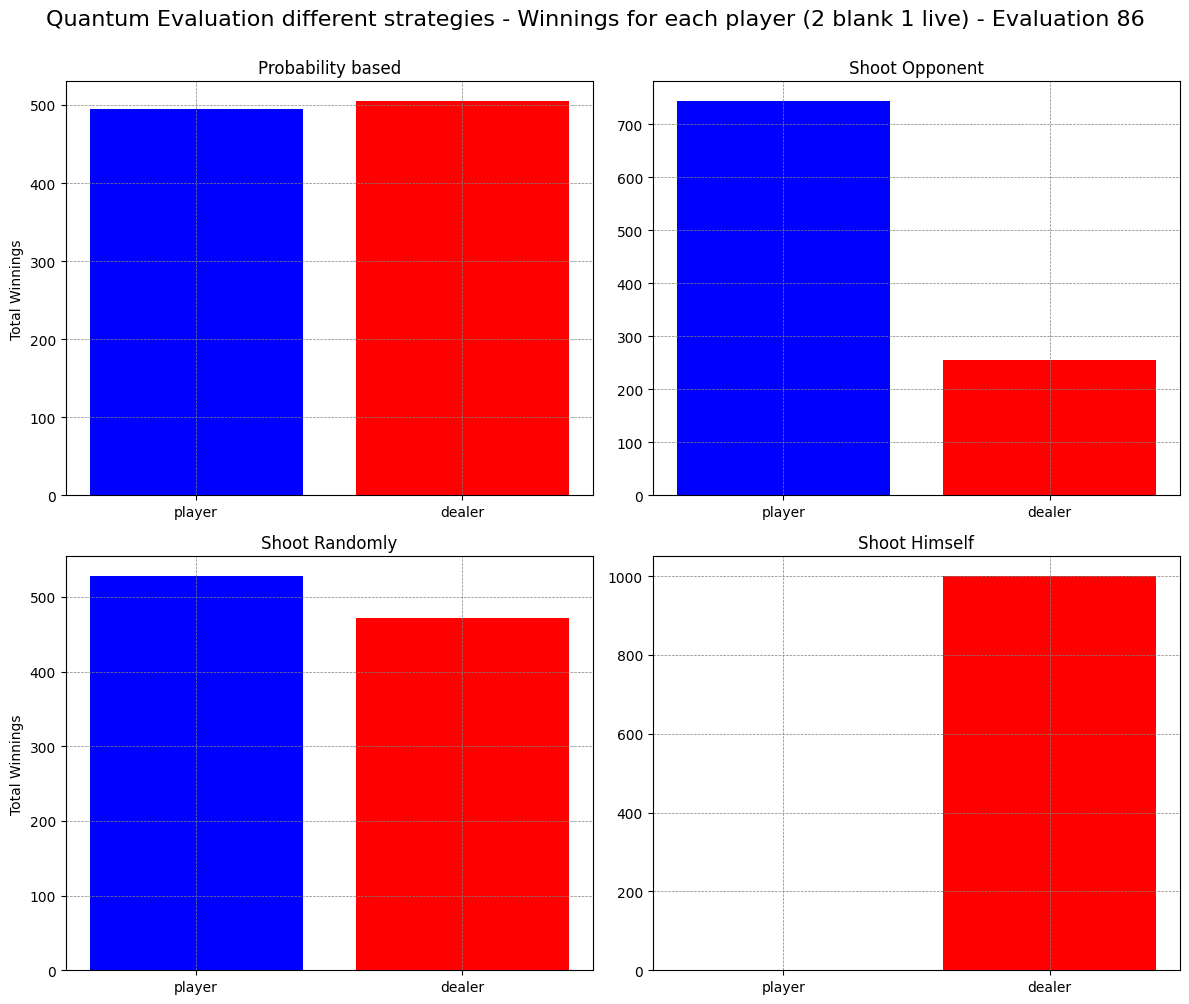 Quantum Evaluation different strategies - Winnings for each player (2 blank 1 live) - Evaluation 86
Probability based
Total Winnings
500
400
300
200
100
0
player dealer
Shoot Opponent
700
600
500
400
300
200
100
0
player dealer
Shoot Randomly
Total Winnings
500
400
300
200
100
0
player dealer
Shoot Himself
1000
800
600
400
200
0
player dealer